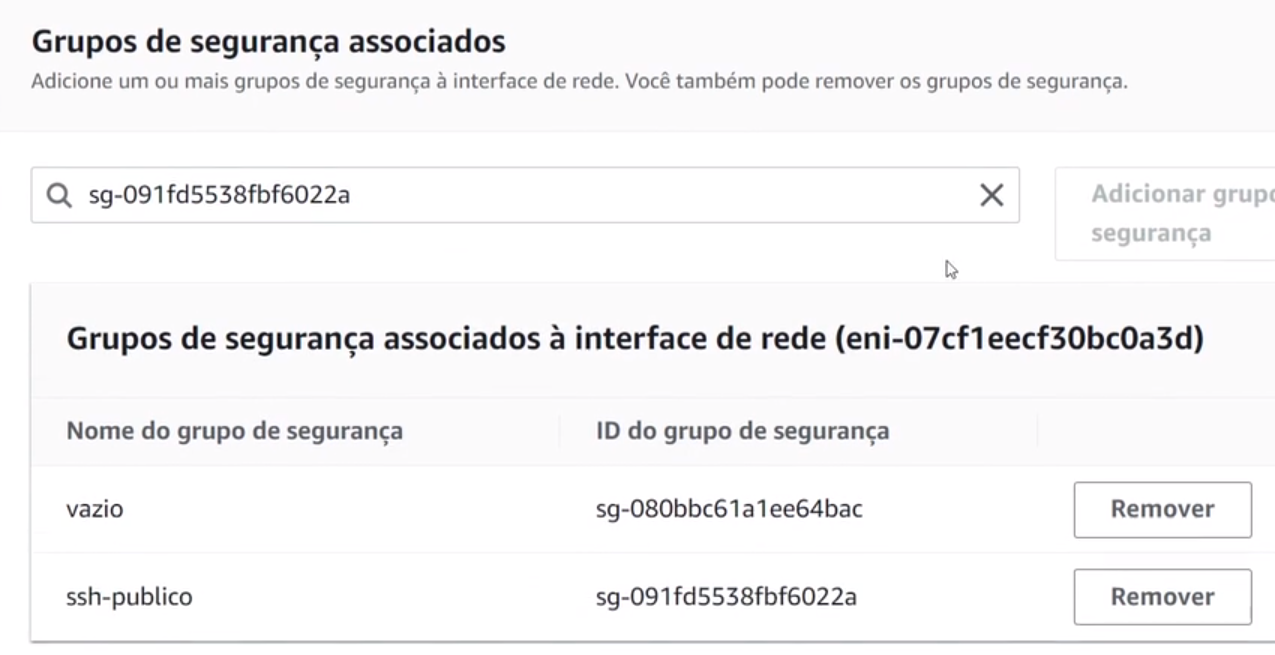 Grupos de segurança associados
Adicione um ou mais grupos de segurança à interface de rede. Você também pode remover os grupos de segurança.
sg-091fd5538fbf6022a
Adicionar grupo
segurança
Grupos de segurança associados à interface de rede (eni-07cf1eecf30bc0a3d)
Nome do grupo de segurança ID do grupo de segurança
vazio sg-080bbc61a1ee64bac Remover
ssh-publico sg-091fd5538fbf6022a Remover